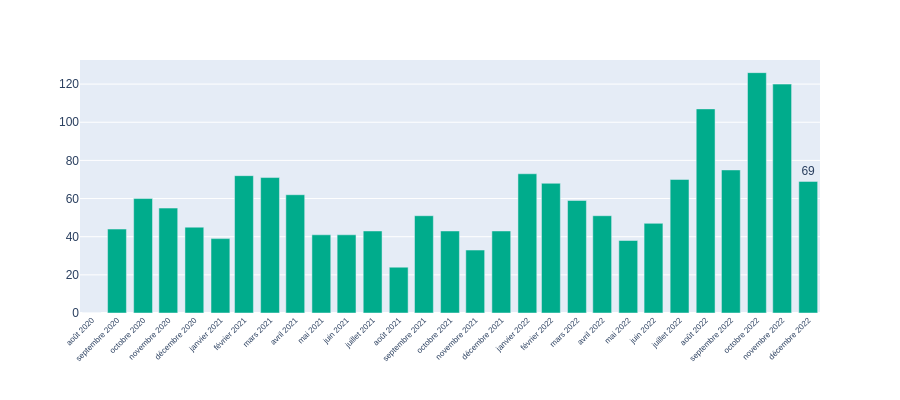 120
100
80
60
40
20
0
69
août 2020
septembre 2020
octobre 2020
novembre 2020
décembre 2020
janvier 2021
février 2021
mars 2021
avril 2021
mai 2021
juin 2021
juillet 2021
août 2021
septembre 2021
octobre 2021
novembre 2021
décembre 2021
janvier 2022
février 2022
mars 2022
avril 2022
mai 2022
juin 2022
juillet 2022
août 2022
septembre 2022
octobre 2022
novembre 2022
décembre 2022